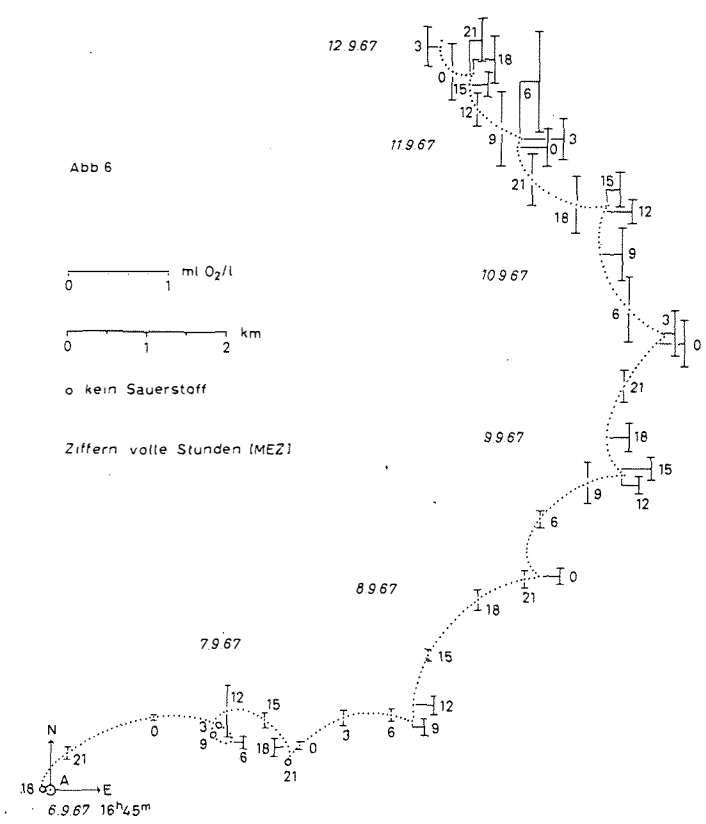 12.9.67 3 21 18
0
15
6
12
11.9.67 9 0 3
Abb 6
21 15
18 12
9
ml O₂/l
0 1
10.9.67
6 3
0
km
0 1 2
21
o kein Sauerstoff
9.9.67 18
Ziffern volle Stunden (MEZ)
15
9 12
6
8.9.67 21 0
18
7.9.67 15
12 15 12
3 0 3 6 9
0 9 6 18
N 21
21
18 A E
6.9.67 16ʰ45ᵐ